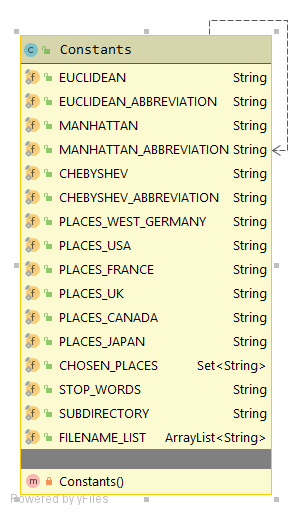 C Constants
f EUCLIDEAN String
f EUCLIDEAN_ABBREVIATION String
f MANHATTAN String
f MANHATTAN_ABBREVIATION String
f CHEBYSHEV String
f CHEBYSHEV_ABBREVIATION String
f PLACES_WEST_GERMANY String
f PLACES_USA String
f PLACES_FRANCE String
f PLACES_UK String
f PLACES_CANADA String
f PLACES_JAPAN String
f CHOSEN_PLACES Set<String>
f STOP_WORDS String
f SUBDIRECTORY String
f FILENAME_LIST ArrayList<String>
m Constants()
Powered by yFiles